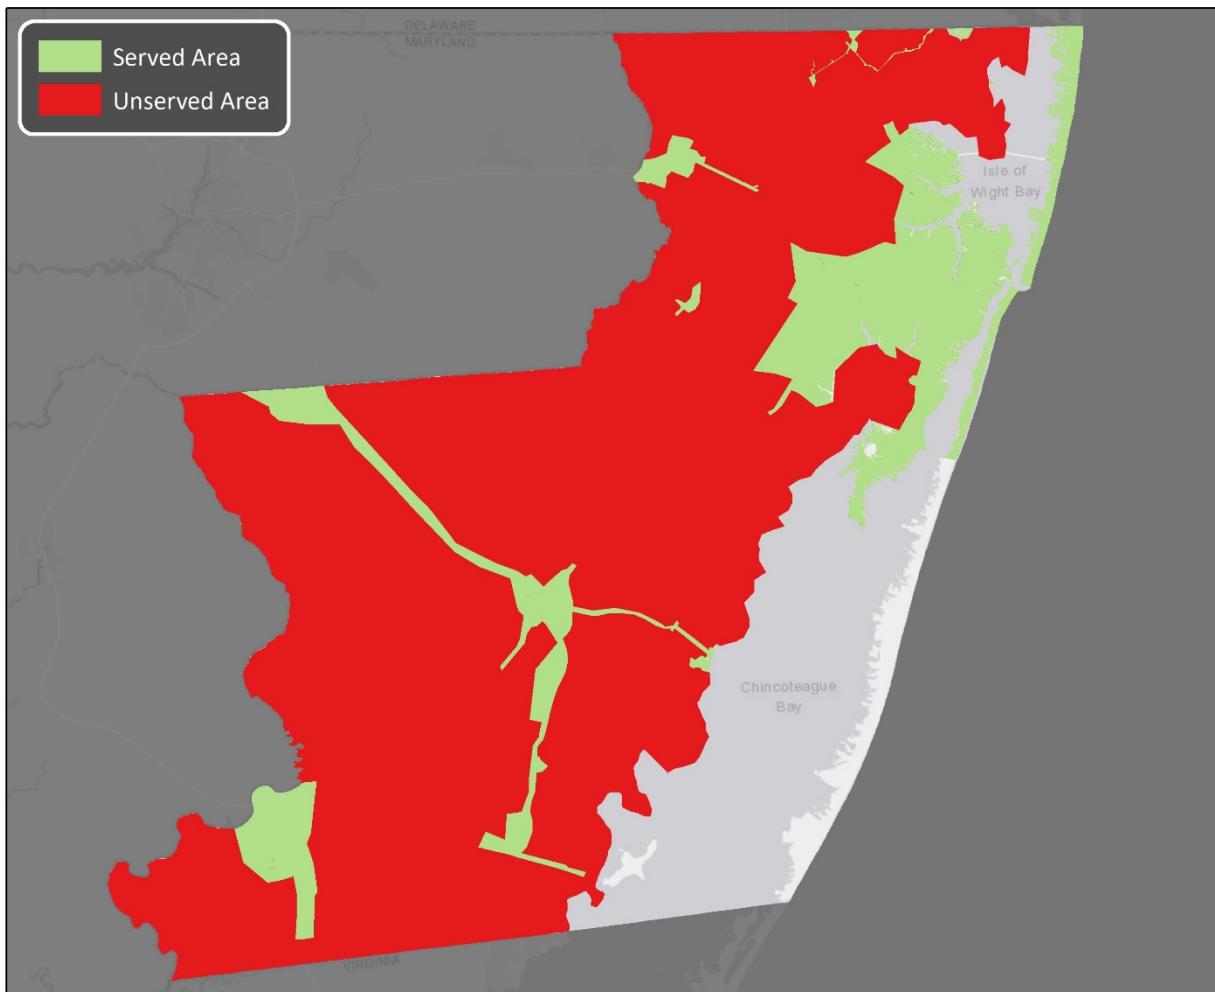 DELAWARE
MARYLAND
Served Area
Unserved Area
Isle of
Wight Bay
Chincoteague
Bay
VIRGINIA